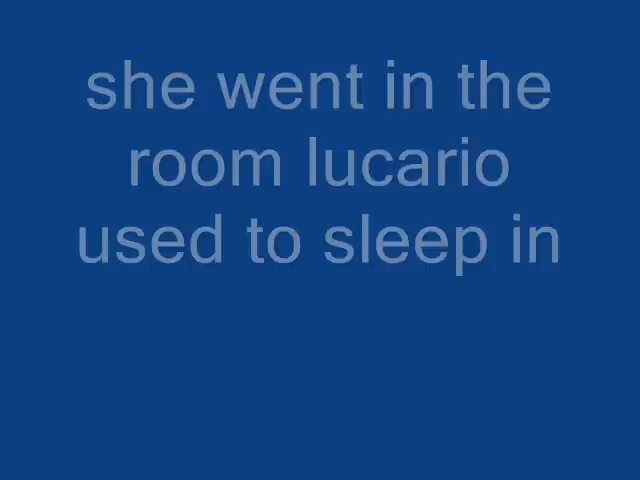 she went in the
room lucario
used to sleep in